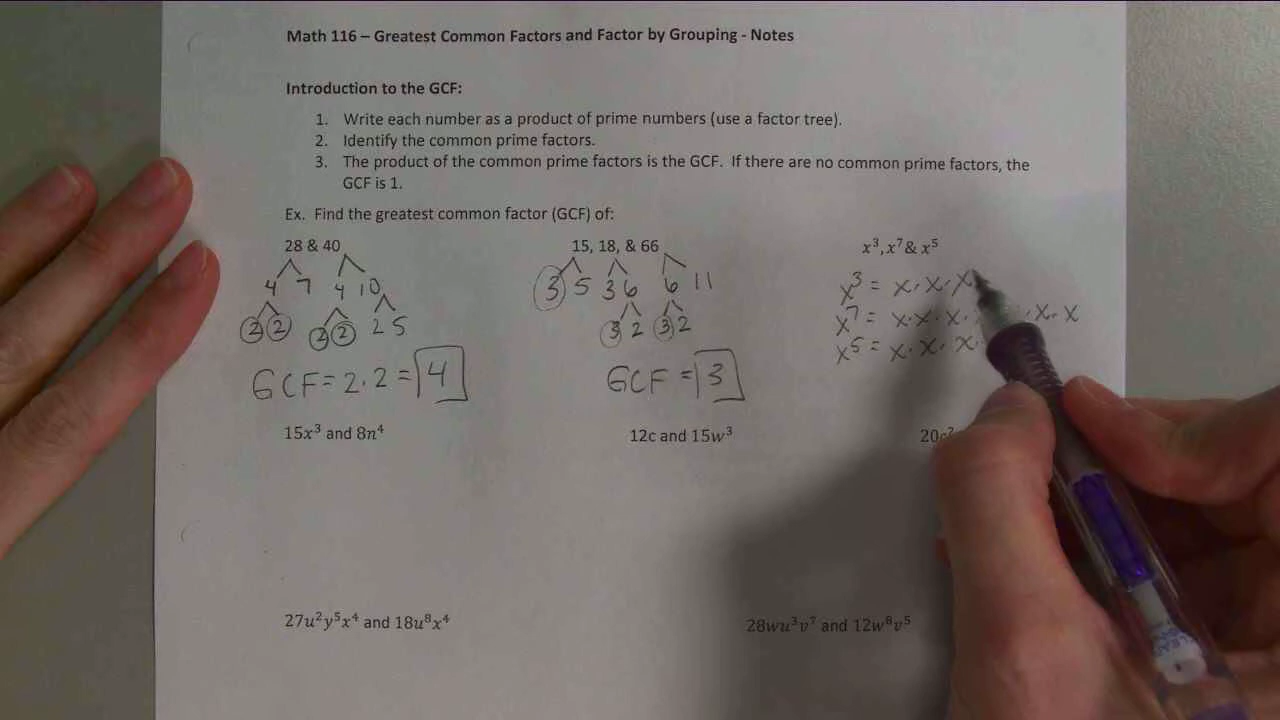 Math 116 – Greatest Common Factors and Factor by Grouping - Notes
Introduction to the GCF:
1. Write each number as a product of prime numbers (use a factor tree).
2. Identify the common prime factors.
3. The product of the common prime factors is the GCF. If there are no common prime factors, the
GCF is 1.
Ex. Find the greatest common factor (GCF) of:
28 & 40
4 7 4 10
2 2 2 2 2 5
GCF = 2·2 = 4
15, 18, & 66
3 5 3 6 6 11
3 2 3 2
GCF = 3
x³, x⁷ & x⁵
x³ = x·x·x
x⁷ = x·x·x· ·x·x
x⁵ = x·x·x·
15x³ and 8n⁴
12c and 15w³
20c²
27u²y⁵x⁴ and 18u⁸x⁴
28wu³v⁷ and 12w⁸v⁵